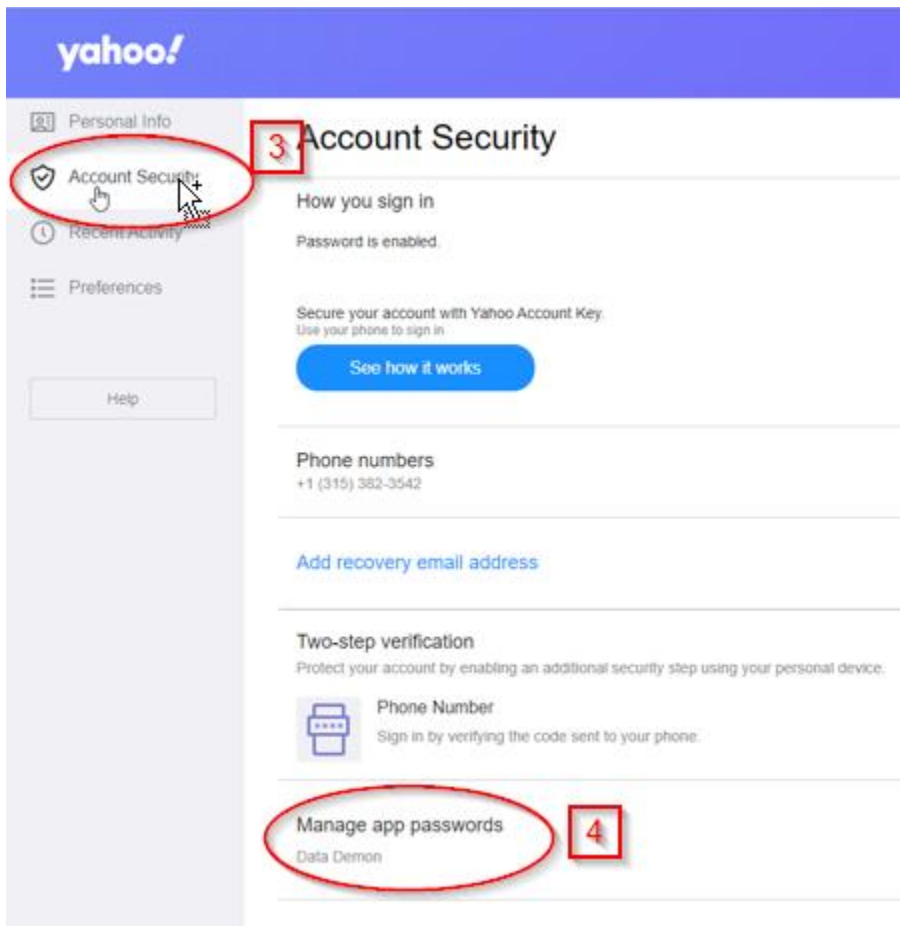 yahoo!
Personal Info
Account Security
Recent Activity
Preferences
Help
3
Account Security
How you sign in
Password is enabled.
Secure your account with Yahoo Account Key.
Use your phone to sign in
See how it works
Phone numbers
+1 (315) 382-3542
Add recovery email address
Two-step verification
Protect your account by enabling an additional security step using your personal device.
Phone Number
Sign in by verifying the code sent to your phone.
Manage app passwords
4
Data Demon